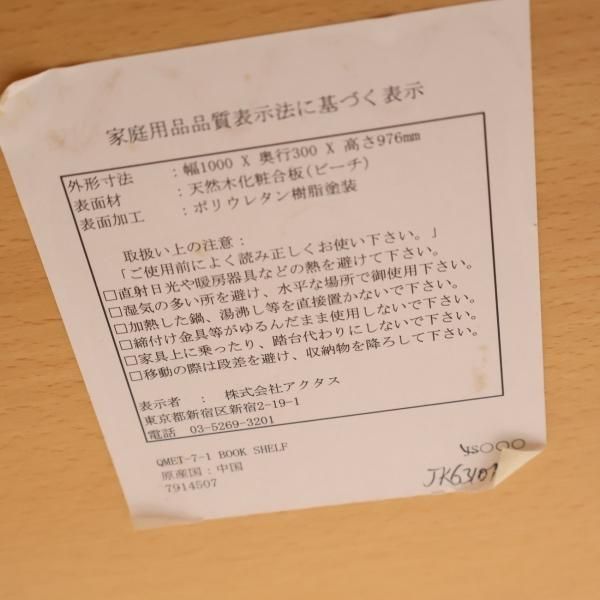 家庭用品品質表示法に基づく表示
外形寸法 ：幅1000 X 奥行300 X 高さ976mm
表面材 ：天然木化粧合板(ビーチ)
表面加工 ：ポリウレタン樹脂塗装
取扱い上の注意：
「ご使用前によく読み正しくお使い下さい。」
□直射日光や暖房器具などの熱を避けて下さい。
□湿気の多い所を避け、水平な場所で御使用下さい。
□加熱した鍋、湯沸し等を直接置かないで下さい。
□締付け金具等がゆるんだまま使用しないで下さい。
□家具上に乗ったり、踏台代わりにしないで下さい。
□移動の際は段差を避け、収納物を降ろして下さい。
表示者 ： 株式会社アクタス
東京都新宿区新宿2-19-1
電話 03-5269-3201
QMET-7-1 BOOK SHELF
原産国：中国
7914507